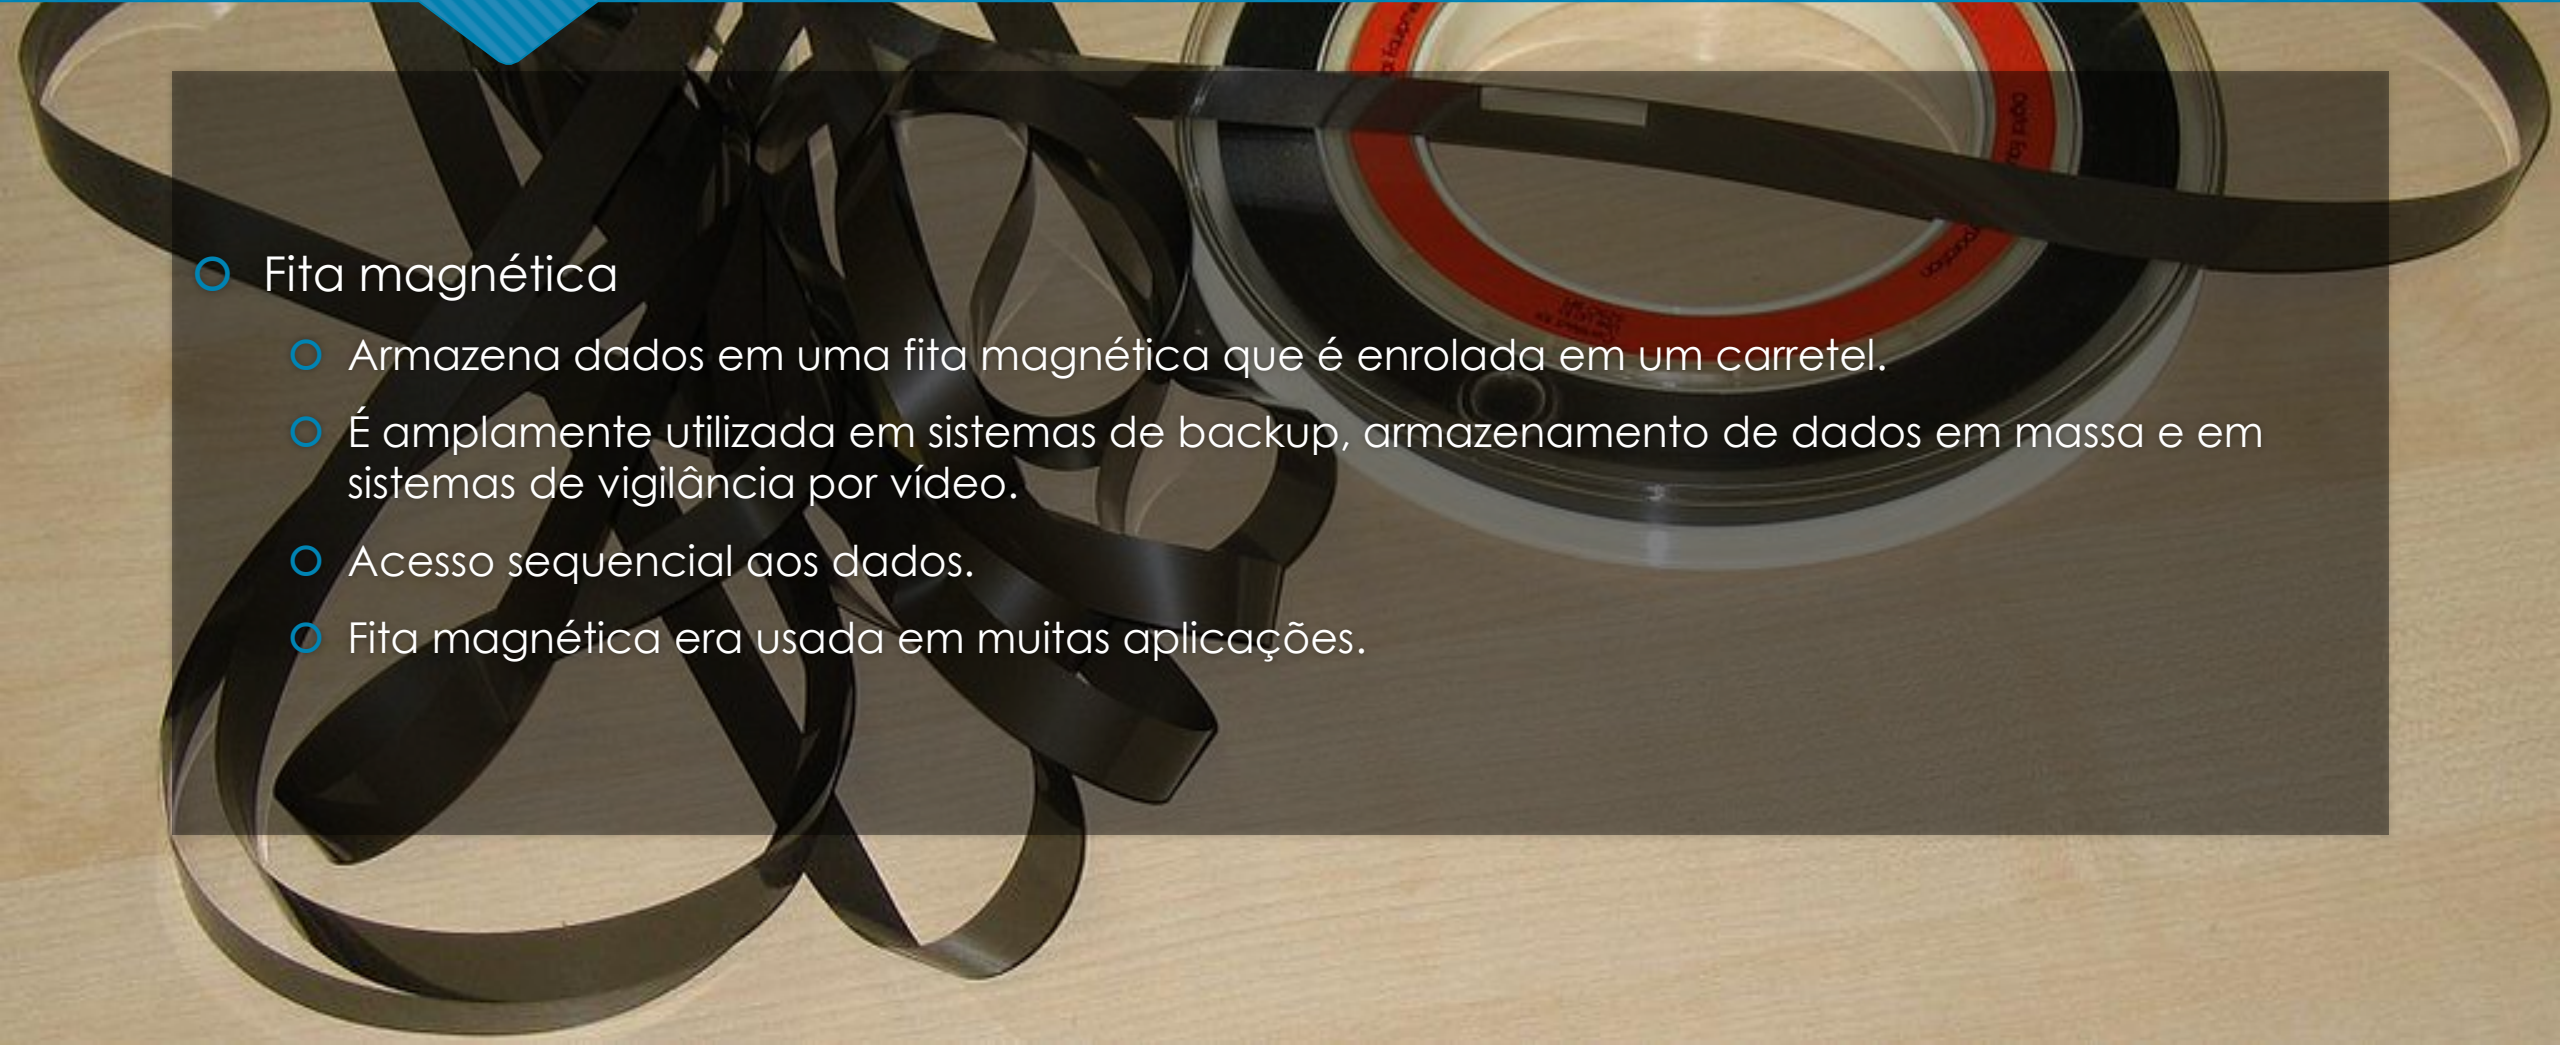 Fita magnética
Armazena dados em uma fita magnética que é enrolada em um carretel.
É amplamente utilizada em sistemas de backup, armazenamento de dados em massa e em
sistemas de vigilância por vídeo.
Acesso sequencial aos dados.
Fita magnética era usada em muitas aplicações.